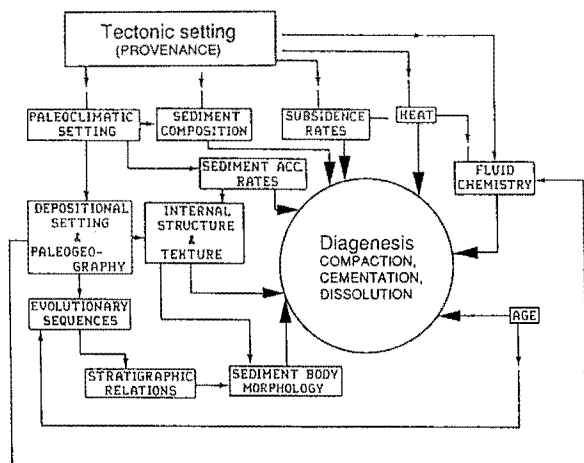 Tectonic setting
(PROVENANCE)
PALEOCLIMATIC
SETTING
SEDIMENT
COMPOSITION
SUBSIDENCE
RATES
HEAT
SEDIMENT ACC.
RATES
FLUID
CHEMISTRY
DEPOSITIONAL
SETTING
&
PALEOGEO-
GRAPHY
INTERNAL
STRUCTURE
&
TEXTURE
Diagenesis
COMPACTION,
CEMENTATION,
DISSOLUTION
EVOLUTIONARY
SEQUENCES
AGE
STRATIGRAPHIC
RELATIONS
SEDIMENT BODY
MORPHOLOGY